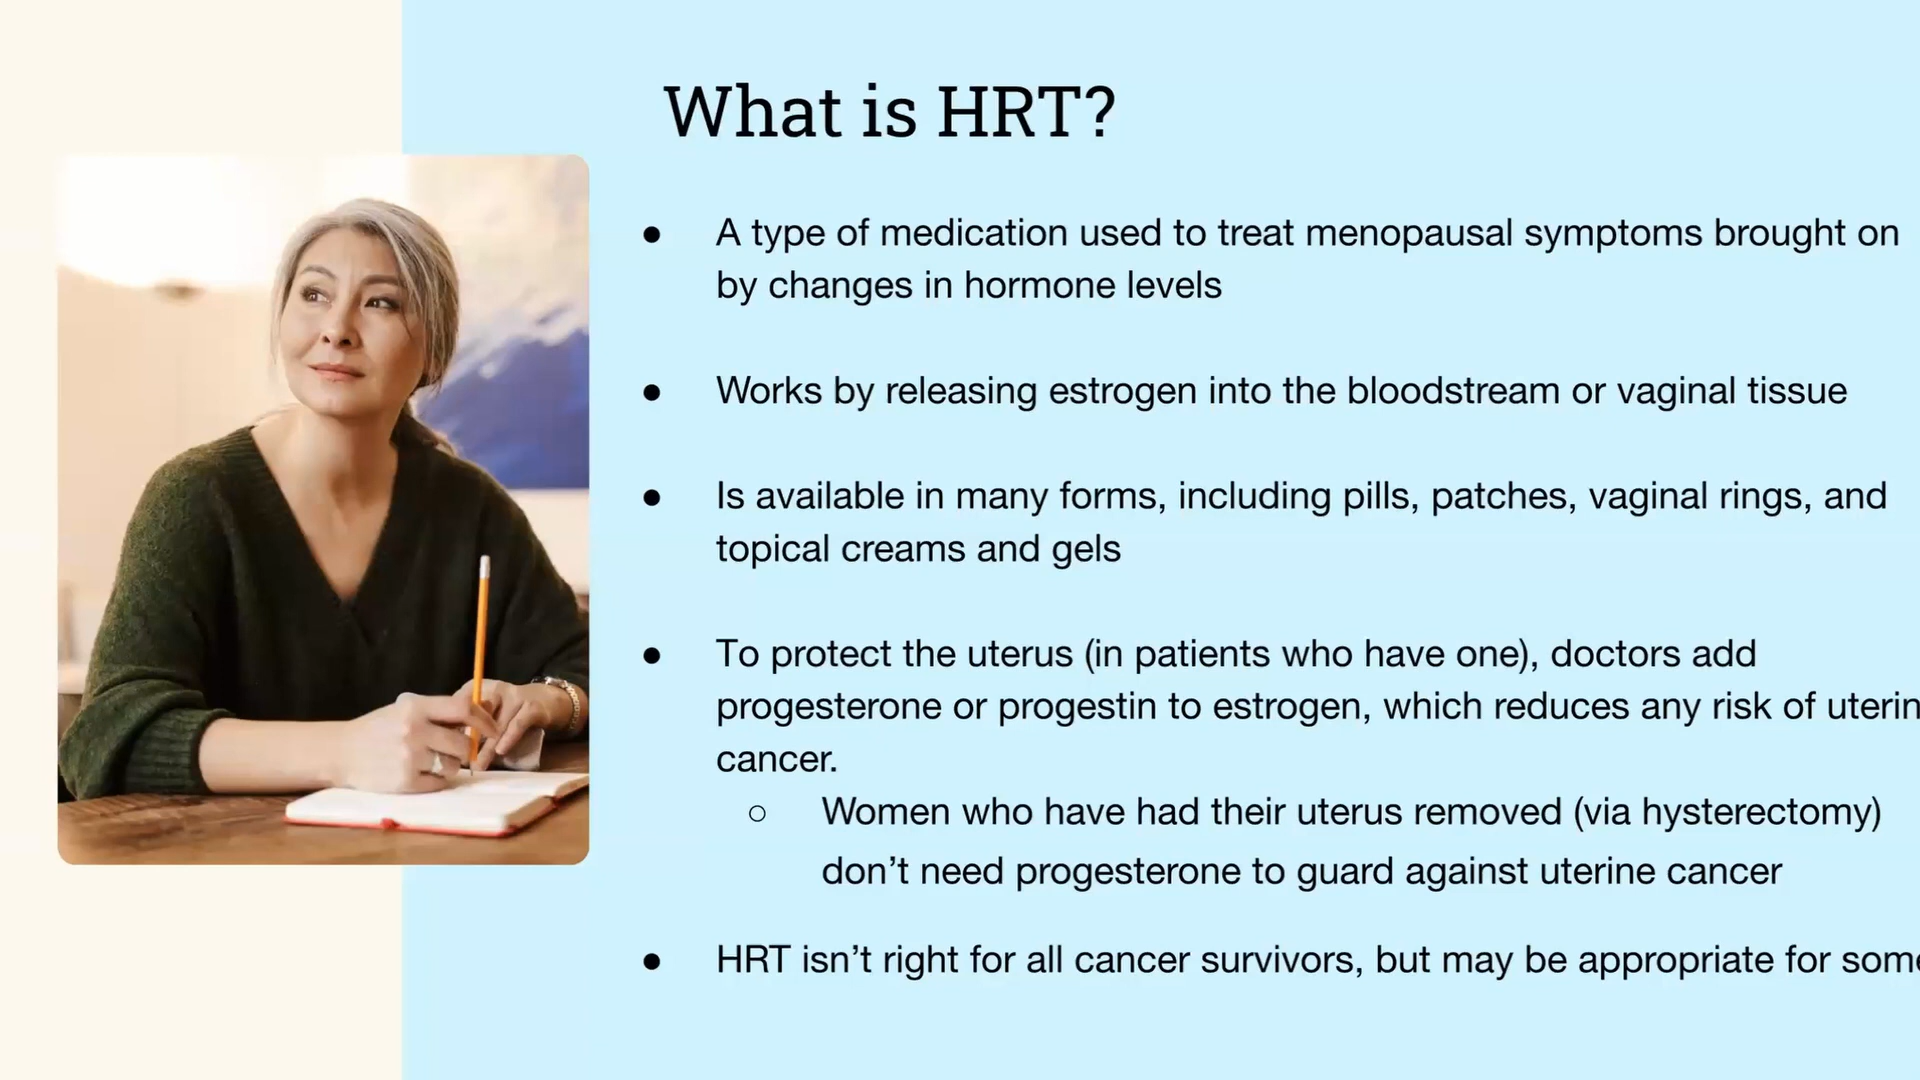 What is HRT?
● A type of medication used to treat menopausal symptoms brought on
by changes in hormone levels
● Works by releasing estrogen into the bloodstream or vaginal tissue
● Is available in many forms, including pills, patches, vaginal rings, and
topical creams and gels
● To protect the uterus (in patients who have one), doctors add
progesterone or progestin to estrogen, which reduces any risk of uterin
cancer.
○ Women who have had their uterus removed (via hysterectomy)
don’t need progesterone to guard against uterine cancer
● HRT isn’t right for all cancer survivors, but may be appropriate for some